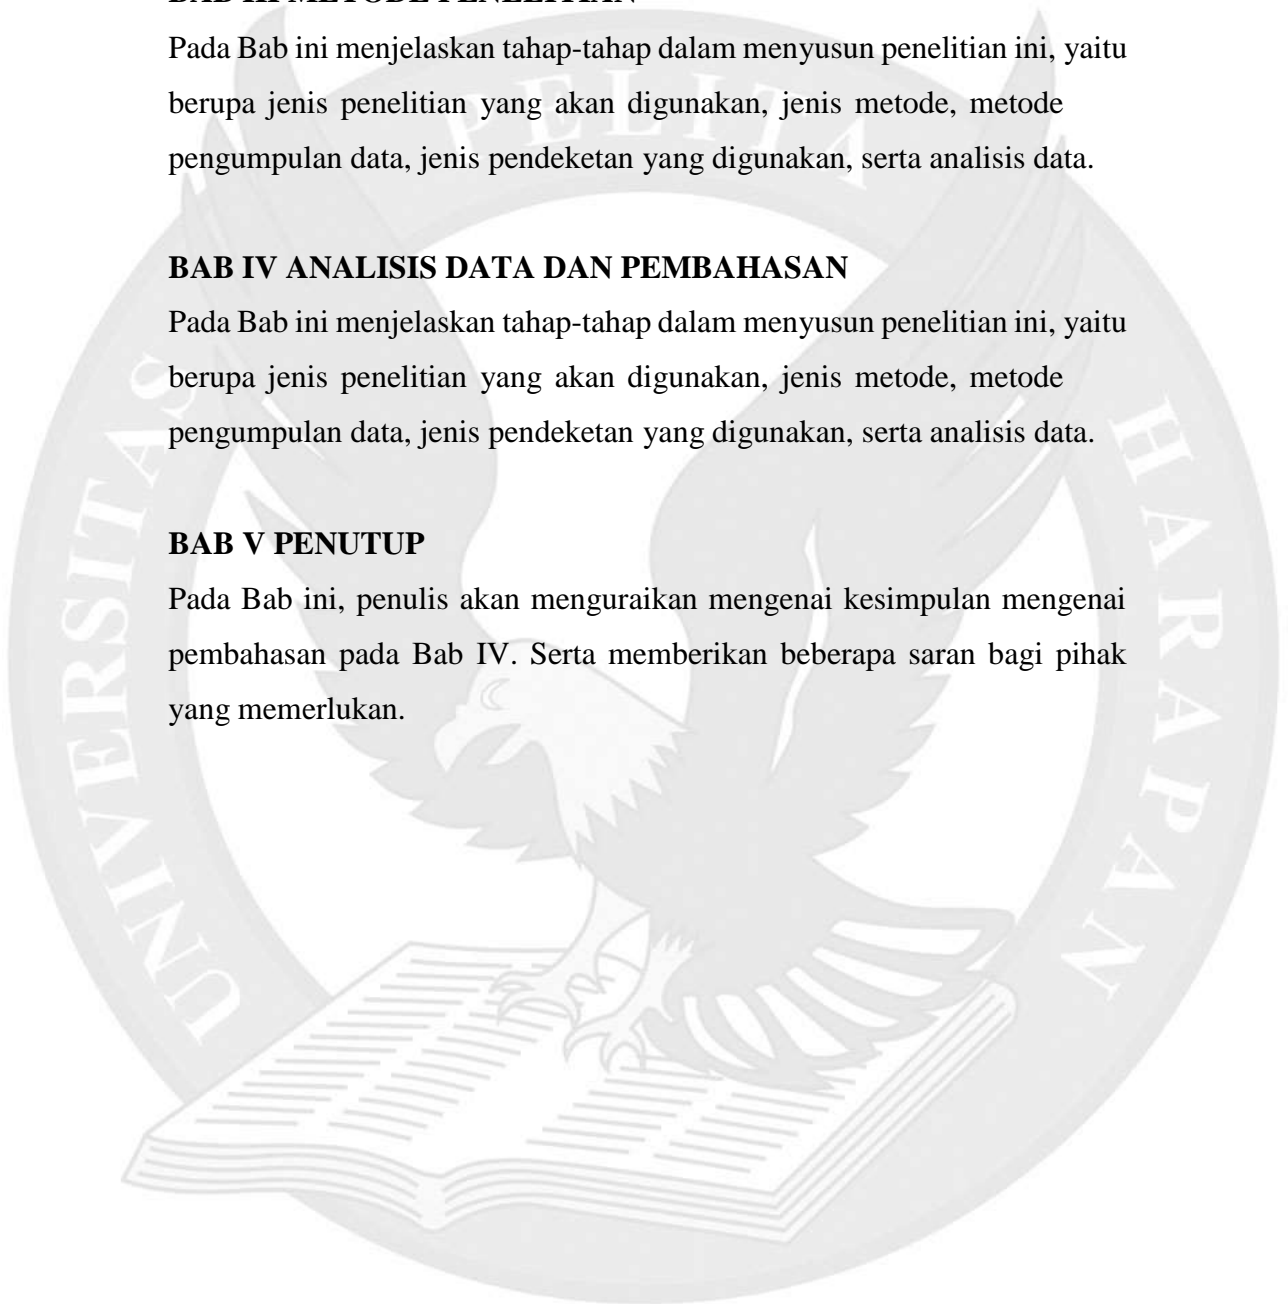 BAB III METODE PENELITIAN
Pada Bab ini menjelaskan tahap-tahap dalam menyusun penelitian ini, yaitu
berupa jenis penelitian yang akan digunakan, jenis metode, metode
pengumpulan data, jenis pendeketan yang digunakan, serta analisis data.
BAB IV ANALISIS DATA DAN PEMBAHASAN
Pada Bab ini menjelaskan tahap-tahap dalam menyusun penelitian ini, yaitu
berupa jenis penelitian yang akan digunakan, jenis metode, metode
pengumpulan data, jenis pendeketan yang digunakan, serta analisis data.
BAB V PENUTUP
Pada Bab ini, penulis akan menguraikan mengenai kesimpulan mengenai
pembahasan pada Bab IV. Serta memberikan beberapa saran bagi pihak
yang memerlukan.
UNIVERSITAS PELITA HARAPAN